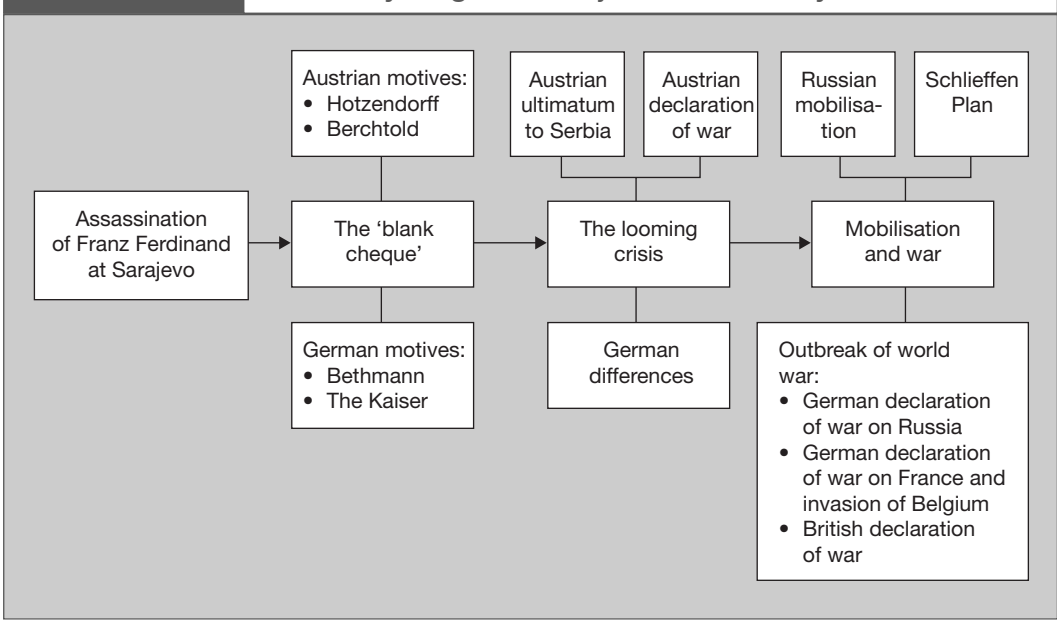 Austrian motives:
• Hotzendorff
• Berchtold
Austrian
ultimatum
to Serbia
Austrian
declaration
of war
Russian
mobilisa-
tion
Schlieffen
Plan
Assassination
of Franz Ferdinand
at Sarajevo
The ‘blank
cheque’
The looming
crisis
Mobilisation
and war
German motives:
• Bethmann
• The Kaiser
German
differences
Outbreak of world
war:
• German declaration
of war on Russia
• German declaration
of war on France and
invasion of Belgium
• British declaration
of war